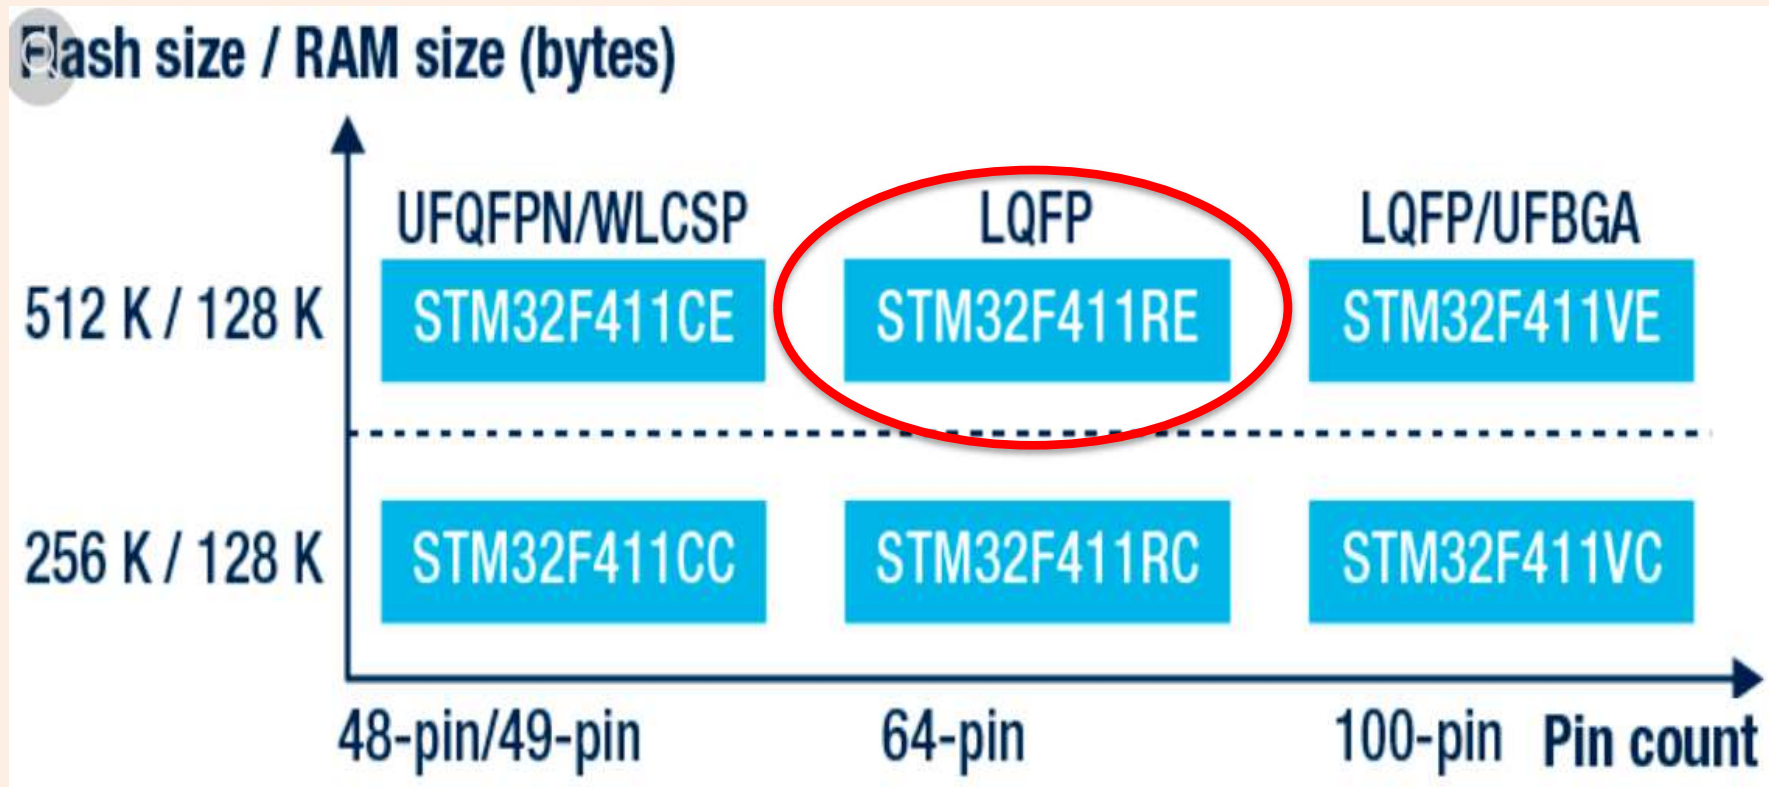 Flash size / RAM size (bytes)
UFQFPN/WLCSP LQFP LQFP/UFBGA
512 K / 128 K STM32F411CE STM32F411RE STM32F411VE
256 K / 128 K STM32F411CC STM32F411RC STM32F411VC
48-pin/49-pin 64-pin 100-pin Pin count